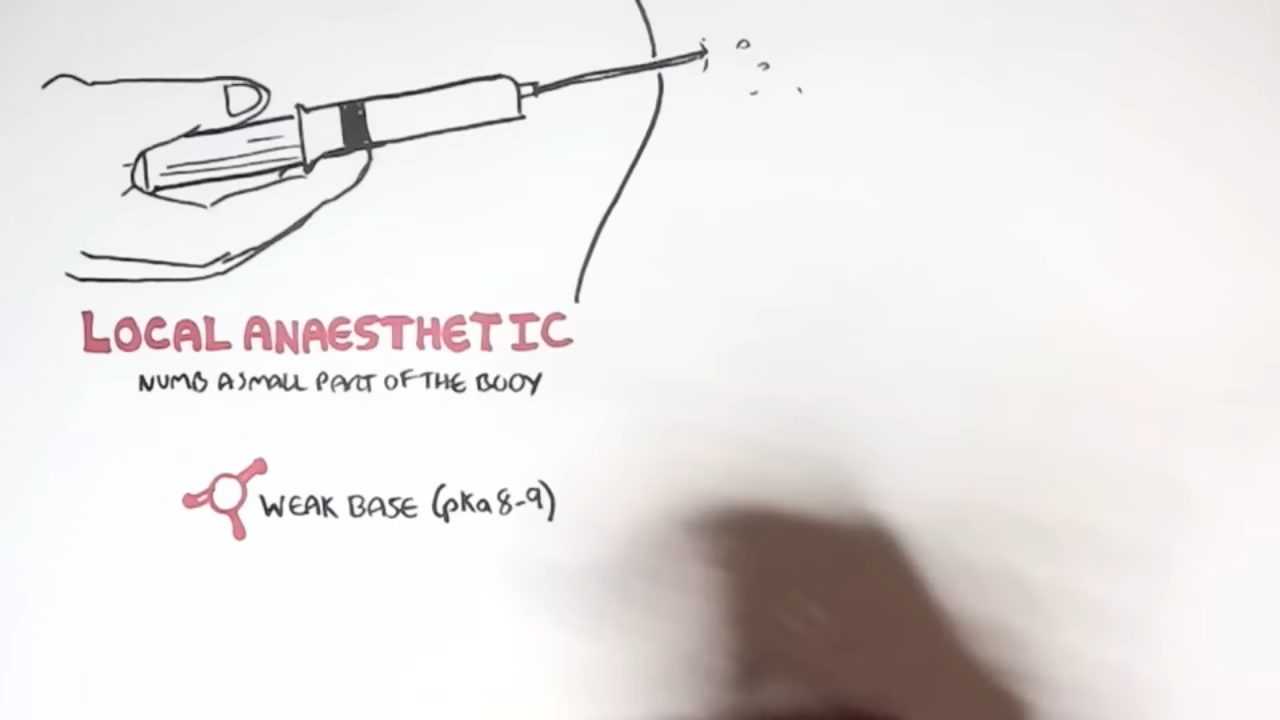 LOCAL ANAESTHETIC
NUMB A SMALL PART OF THE BODY
WEAK BASE (pKa 8-9)